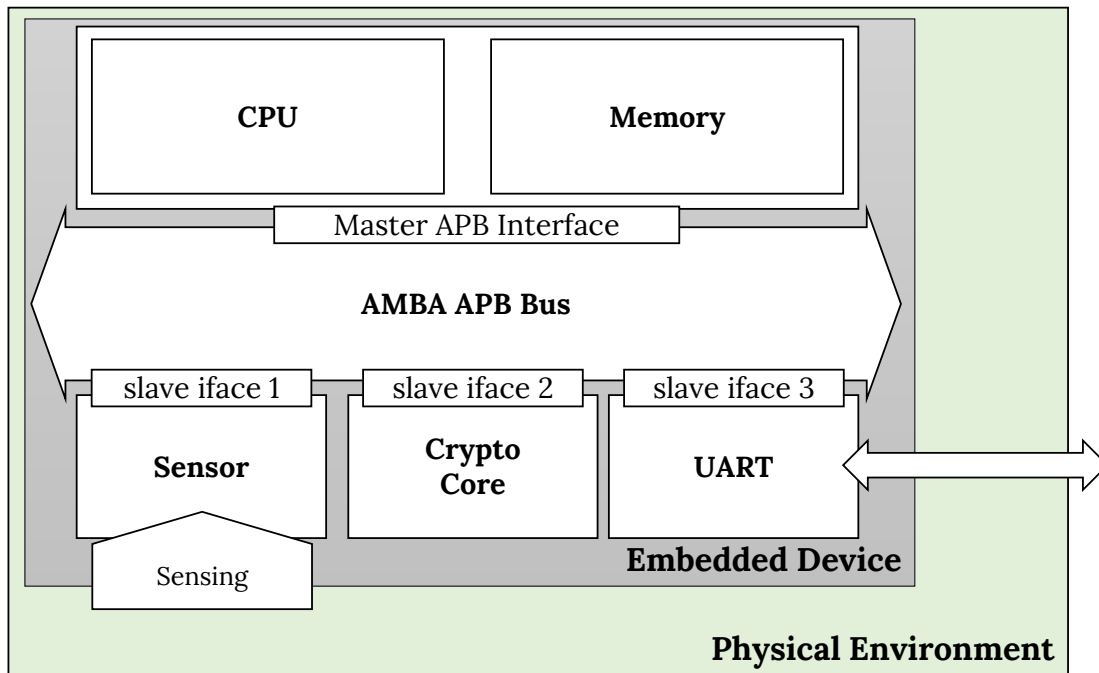 CPU
Memory
Master APB Interface
AMBA APB Bus
slave iface 1
slave iface 2
slave iface 3
Sensor
Crypto
Core
UART
Sensing
Embedded Device
Physical Environment